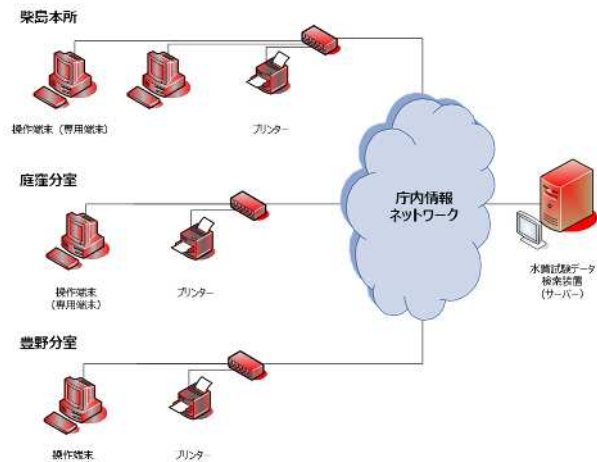 柴島本所
操作端末（専用端末）
プリンター
庭窪分室
操作端末
（専用端末）
プリンター
庁内情報
ネットワーク
水質試験データ
検索装置
（サーバー）
豊野分室
操作端末
プリンター